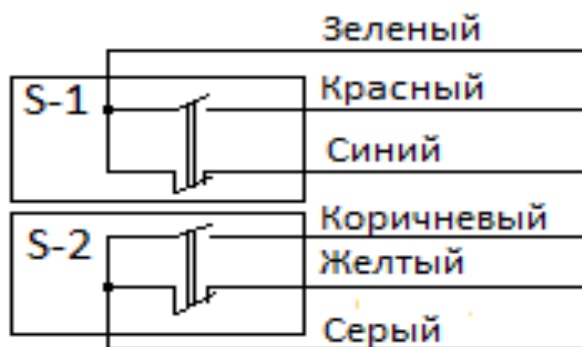 Зеленый
S-1
Красный
Синий
S-2
Коричневый
Желтый
Серый